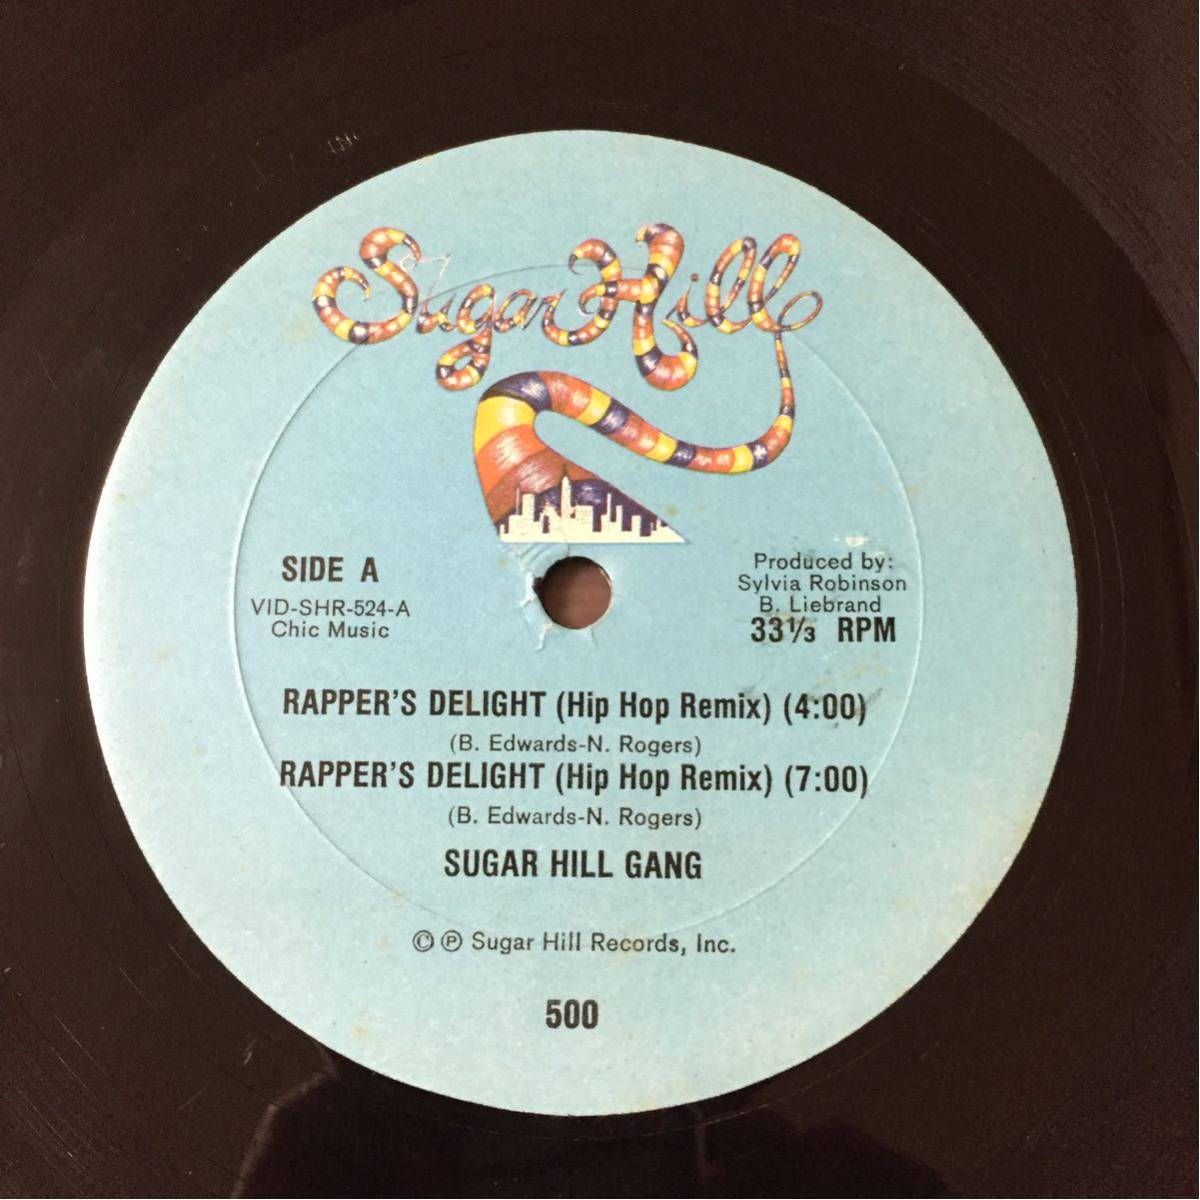 Sugar Hill
SIDE A
VID-SHR-524-A
Chic Music
Produced by:
Sylvia Robinson
B. Liebrand
33⅓ RPM
RAPPER'S DELIGHT (Hip Hop Remix) (4:00)
(B. Edwards-N. Rogers)
RAPPER'S DELIGHT (Hip Hop Remix) (7:00)
(B. Edwards-N. Rogers)
SUGAR HILL GANG
© ℗ Sugar Hill Records, Inc.
500